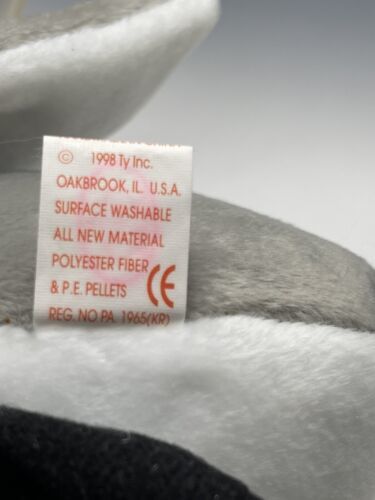 © 1998 Ty Inc.
OAKBROOK, IL. U.S.A.
SURFACE WASHABLE
ALL NEW MATERIAL
POLYESTER FIBER
& P.E. PELLETS CE
REG. NO PA. 1965(KR)